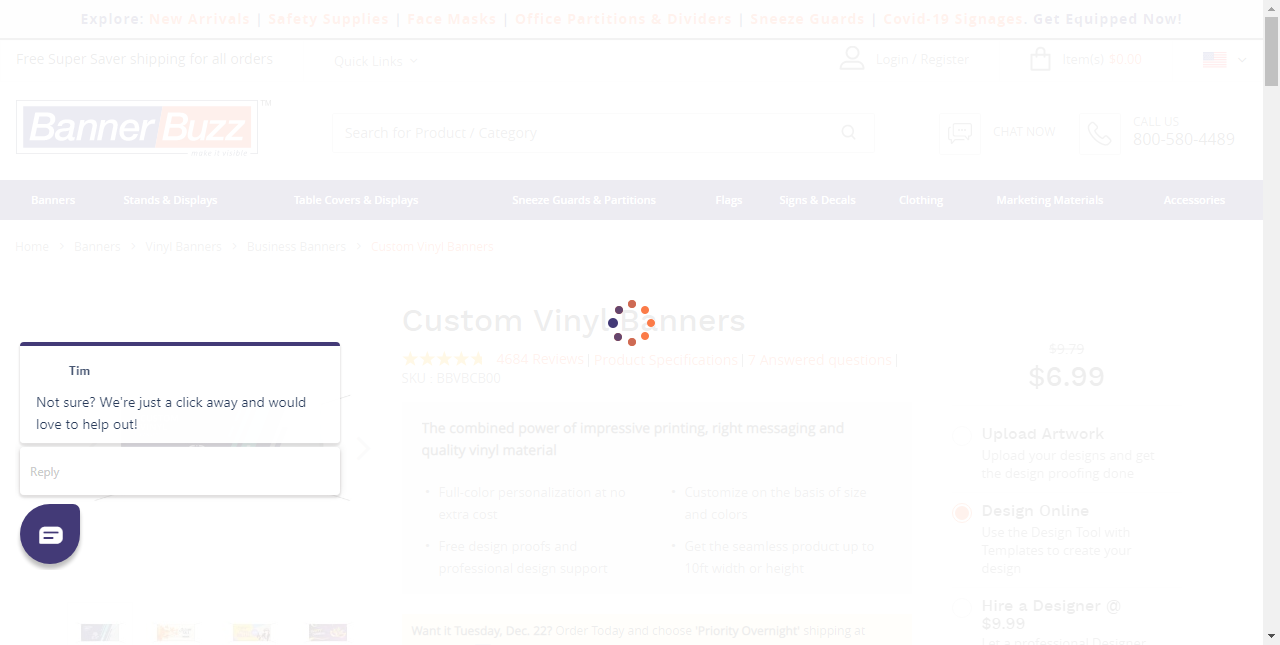 Explore: New Arrivals | Safety Supplies | Face Masks | Office Partitions & Dividers | Sneeze Guards | Covid-19 Signages. Get Equipped Now!
Free Super Saver shipping for all orders
Quick Links
Login / Register
Item(s) $0.00
BannerBuzz TM
make it visible
Search for Product / Category
CHAT NOW
CALL US
800-580-4489
Banners Stands & Displays Table Covers & Displays Sneeze Guards & Partitions Flags Signs & Decals Clothing Marketing Materials Accessories
Home > Banners > Vinyl Banners > Business Banners > Custom Vinyl Banners
Custom Vinyl Banners
4684 Reviews | Product Specifications | 7 Answered questions |
SKU : BBVBCB00
The combined power of impressive printing, right messaging and
quality vinyl material
• Full-color personalization at no
extra cost
• Customize on the basis of size
and colors
• Free design proofs and
professional design support
• Get the seamless product up to
10ft width or height
Want it Tuesday, Dec. 22? Order Today and choose 'Priority Overnight' shipping at
$9.79
$6.99
Upload Artwork
Upload your designs and get
the design proofing done
Design Online
Use the Design Tool with
Templates to create your
design
Hire a Designer @
$9.99
Let a professional Designer
Tim
Not sure? We're just a click away and would
love to help out!
Reply